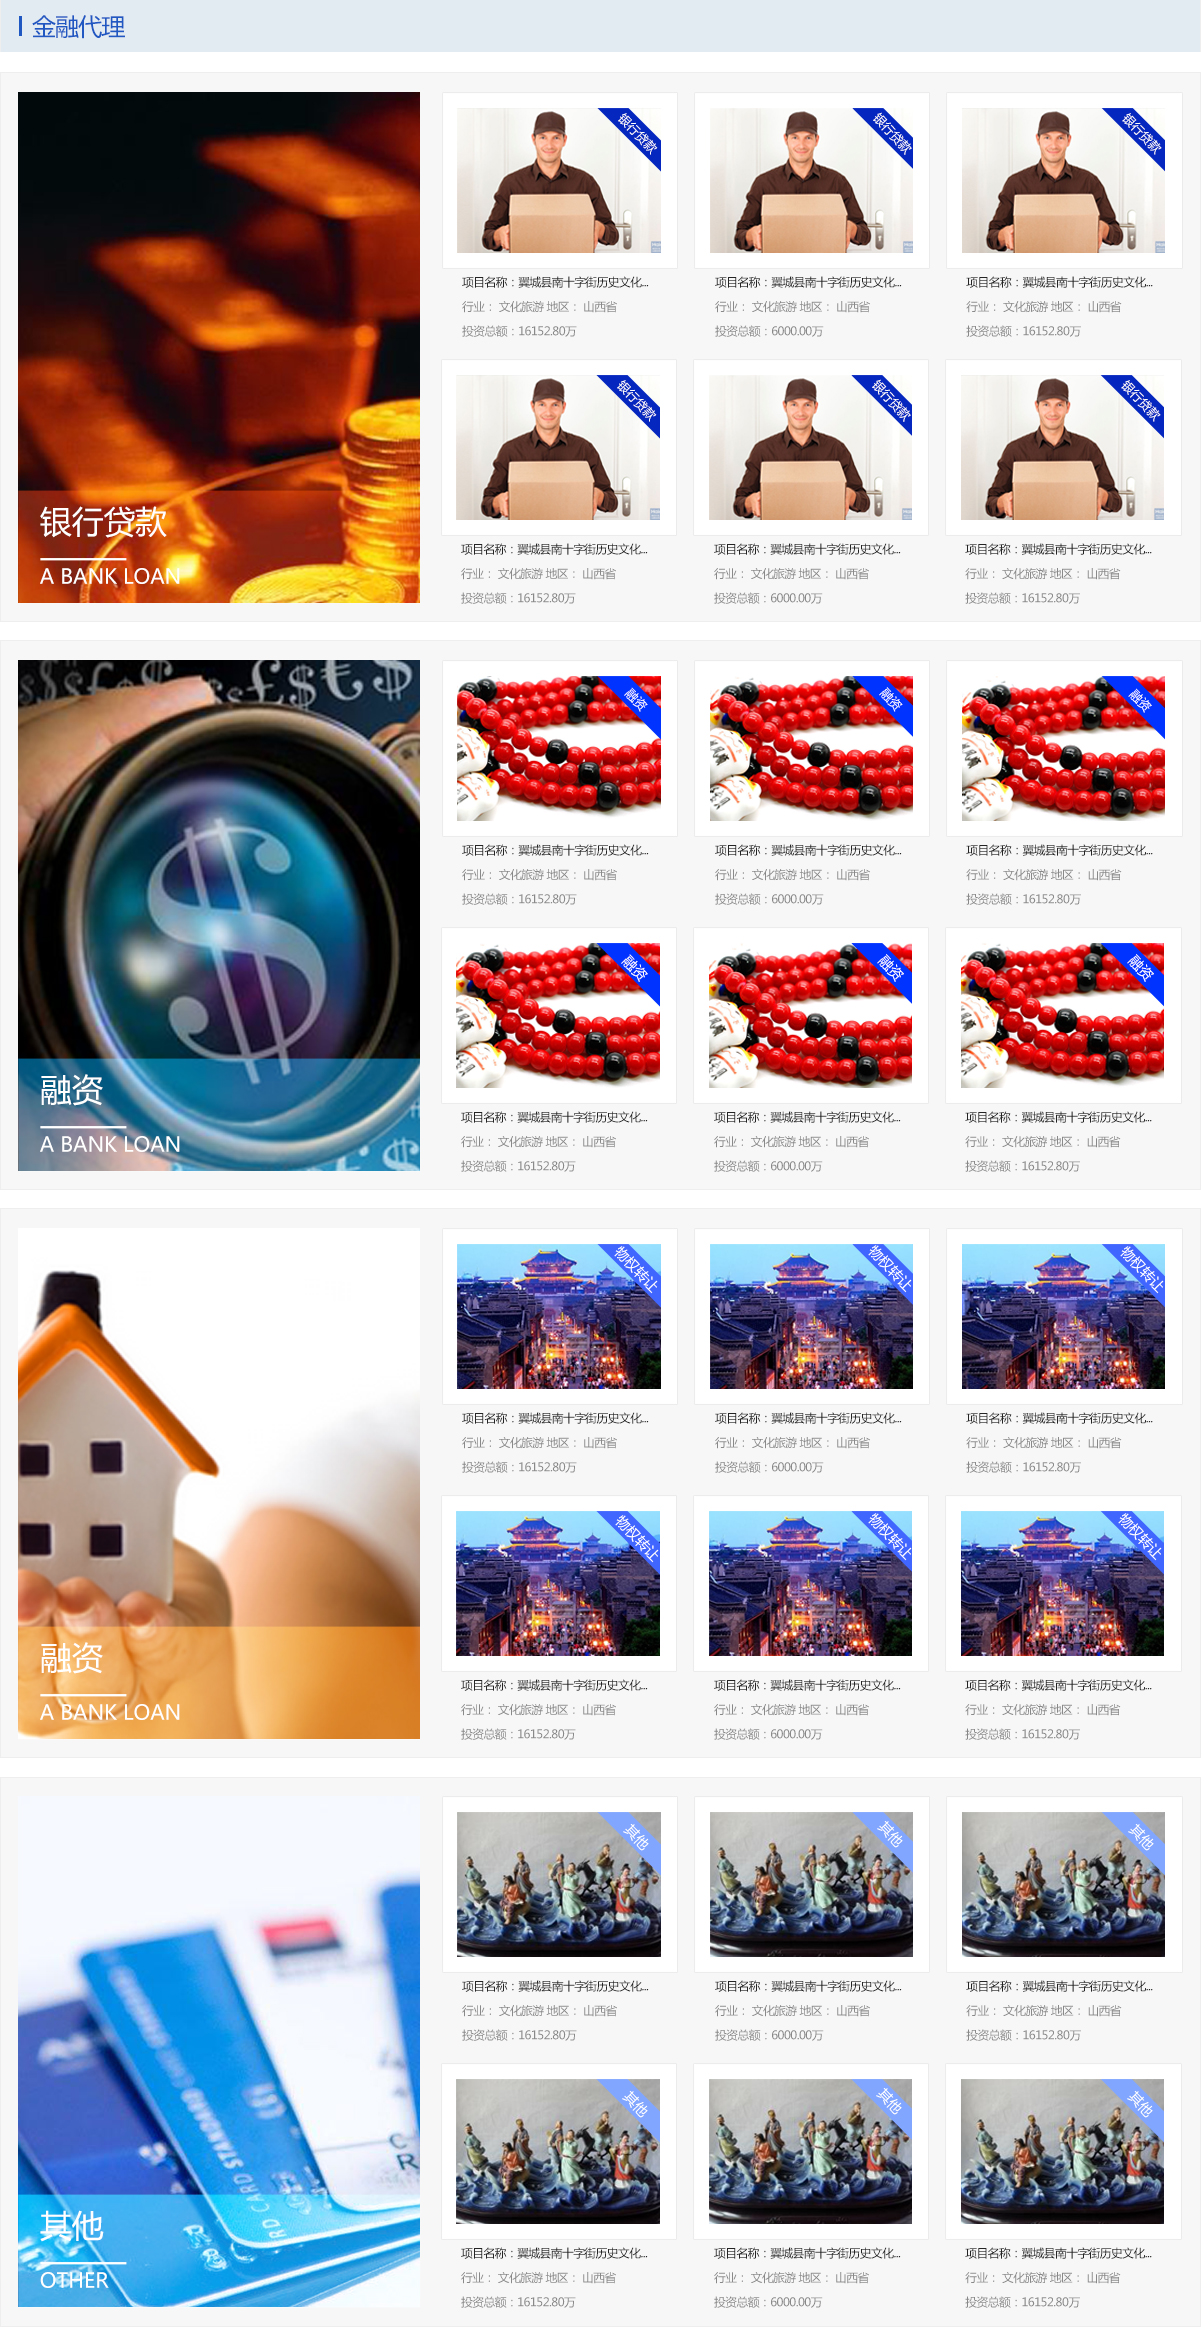 金融代理
银行贷款
A BANK LOAN
银行贷款
银行贷款
银行贷款
项目名称：翼城县南十字街历史文化...
项目名称：翼城县南十字街历史文化...
项目名称：翼城县南十字街历史文化...
行业： 文化旅游 地区： 山西省
行业： 文化旅游 地区： 山西省
行业： 文化旅游 地区： 山西省
投资总额：16152.80万
投资总额：6000.00万
投资总额：16152.80万
银行贷款
银行贷款
银行贷款
项目名称：翼城县南十字街历史文化...
项目名称：翼城县南十字街历史文化...
项目名称：翼城县南十字街历史文化...
行业： 文化旅游 地区： 山西省
行业： 文化旅游 地区： 山西省
行业： 文化旅游 地区： 山西省
投资总额：16152.80万
投资总额：6000.00万
投资总额：16152.80万
融资
A BANK LOAN
融资
融资
融资
项目名称：翼城县南十字街历史文化...
项目名称：翼城县南十字街历史文化...
项目名称：翼城县南十字街历史文化...
行业： 文化旅游 地区： 山西省
行业： 文化旅游 地区： 山西省
行业： 文化旅游 地区： 山西省
投资总额：16152.80万
投资总额：6000.00万
投资总额：16152.80万
融资
融资
融资
项目名称：翼城县南十字街历史文化...
项目名称：翼城县南十字街历史文化...
项目名称：翼城县南十字街历史文化...
行业： 文化旅游 地区： 山西省
行业： 文化旅游 地区： 山西省
行业： 文化旅游 地区： 山西省
投资总额：16152.80万
投资总额：6000.00万
投资总额：16152.80万
融资
A BANK LOAN
物权转让
物权转让
物权转让
项目名称：翼城县南十字街历史文化...
项目名称：翼城县南十字街历史文化...
项目名称：翼城县南十字街历史文化...
行业： 文化旅游 地区： 山西省
行业： 文化旅游 地区： 山西省
行业： 文化旅游 地区： 山西省
投资总额：16152.80万
投资总额：6000.00万
投资总额：16152.80万
物权转让
物权转让
物权转让
项目名称：翼城县南十字街历史文化...
项目名称：翼城县南十字街历史文化...
项目名称：翼城县南十字街历史文化...
行业： 文化旅游 地区： 山西省
行业： 文化旅游 地区： 山西省
行业： 文化旅游 地区： 山西省
投资总额：16152.80万
投资总额：6000.00万
投资总额：16152.80万
其他
OTHER
其他
其他
其他
项目名称：翼城县南十字街历史文化...
项目名称：翼城县南十字街历史文化...
项目名称：翼城县南十字街历史文化...
行业： 文化旅游 地区： 山西省
行业： 文化旅游 地区： 山西省
行业： 文化旅游 地区： 山西省
投资总额：16152.80万
投资总额：6000.00万
投资总额：16152.80万
其他
其他
其他
项目名称：翼城县南十字街历史文化...
项目名称：翼城县南十字街历史文化...
项目名称：翼城县南十字街历史文化...
行业： 文化旅游 地区： 山西省
行业： 文化旅游 地区： 山西省
行业： 文化旅游 地区： 山西省
投资总额：16152.80万
投资总额：6000.00万
投资总额：16152.80万